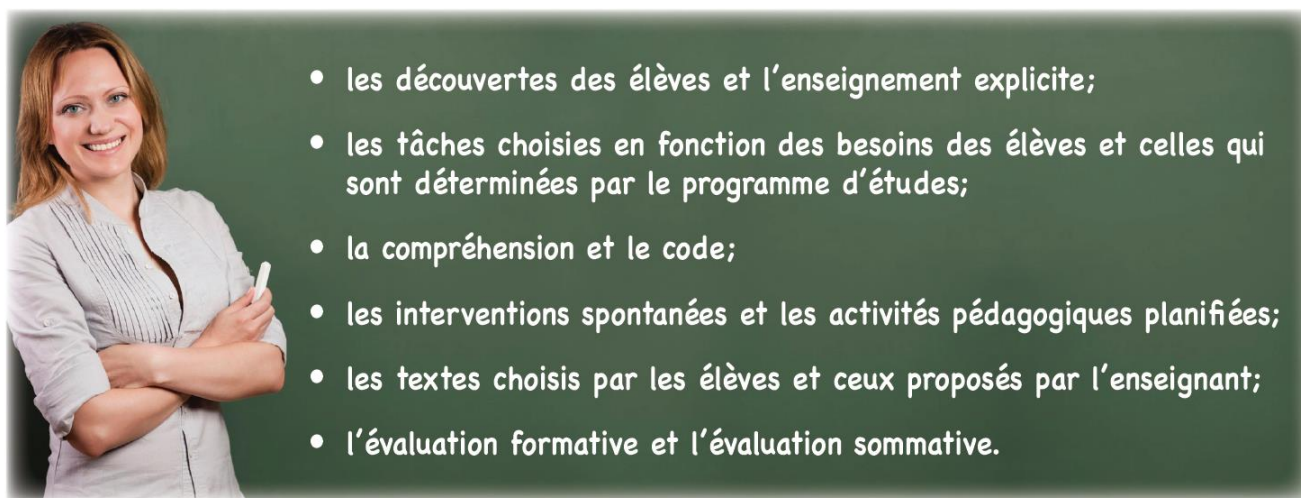 • les découvertes des élèves et l'enseignement explicite;
• les tâches choisies en fonction des besoins des élèves et celles qui
sont déterminées par le programme d'études;
• la compréhension et le code;
• les interventions spontanées et les activités pédagogiques planifiées;
• les textes choisis par les élèves et ceux proposés par l'enseignant;
• l'évaluation formative et l'évaluation sommative.